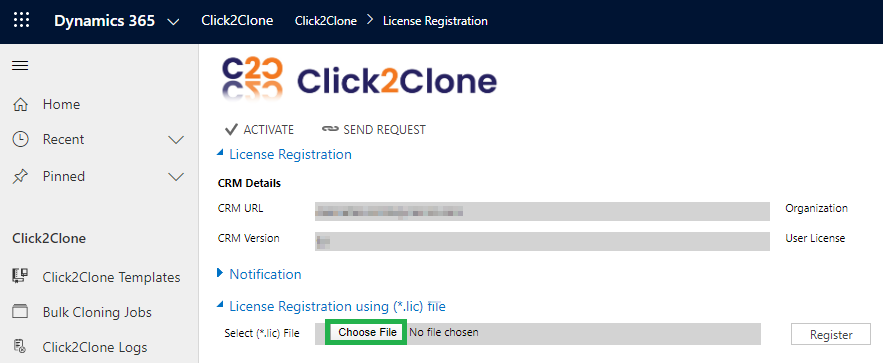 Dynamics 365 Click2Clone Click2Clone > License Registration
C2C Click2Clone
Home
Recent
Pinned
Click2Clone
Click2Clone Templates
Bulk Cloning Jobs
Click2Clone Logs
ACTIVATE SEND REQUEST
License Registration
CRM Details
CRM URL Organization
CRM Version User License
Notification
License Registration using (*.lic) file
Select (*.lic) File Choose File No file chosen Register